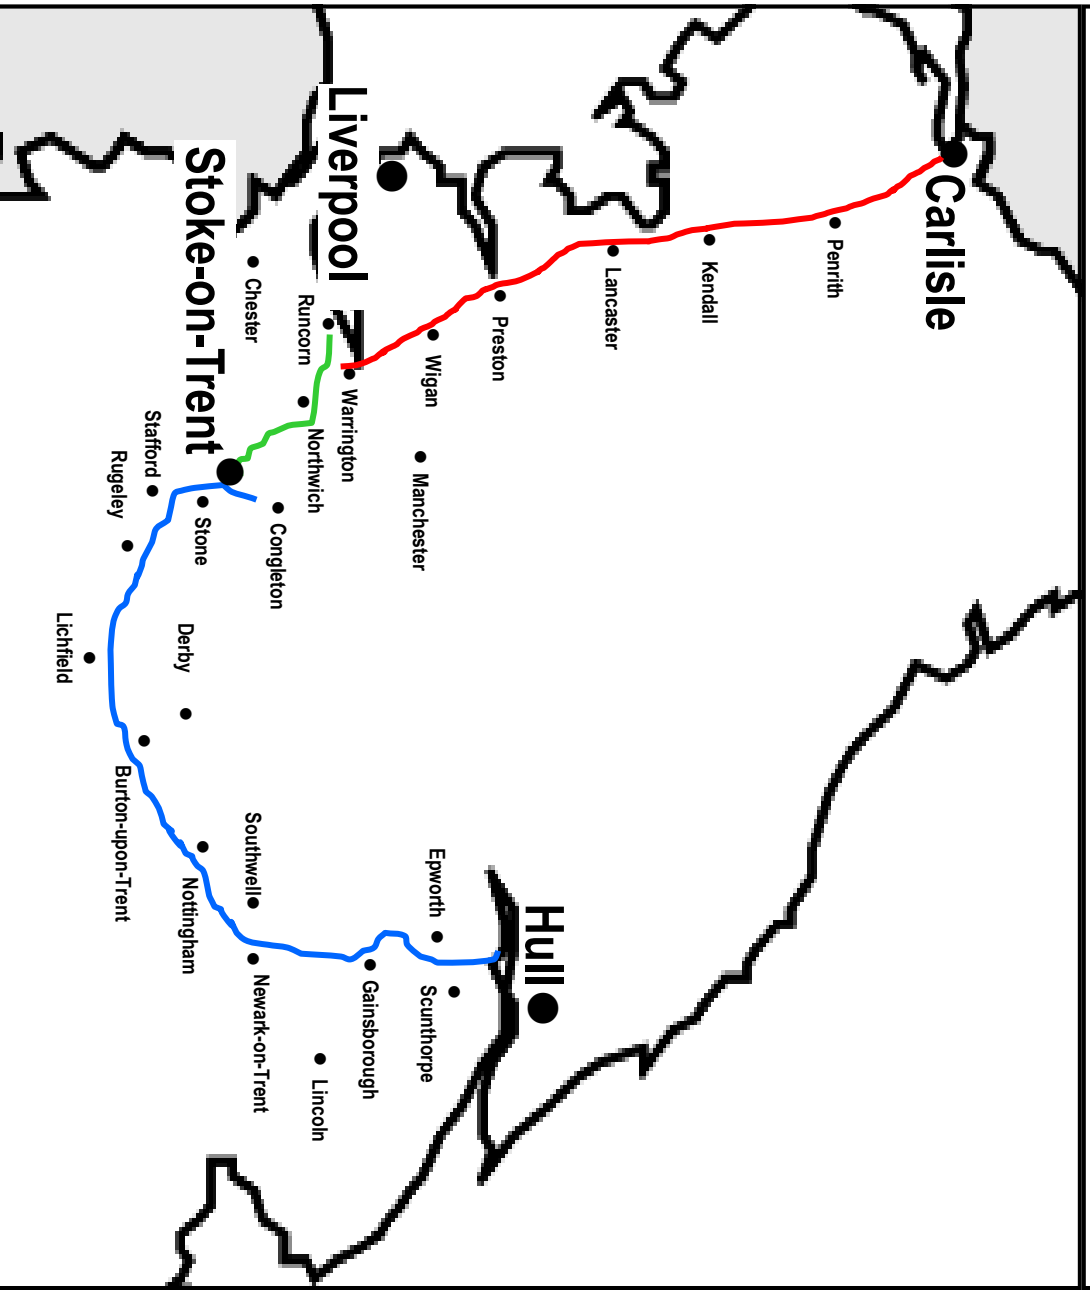 Carlisle
Penrith
Kendall
Lancaster
Preston
Wigan
Liverpool
Warrington
Manchester
Runcorn
Northwich
Chester
Stoke-on-Trent
Congleton
Stone
Stafford
Rugeley
Lichfield
Derby
Burton-upon-Trent
Nottingham
Southwell
Newark-on-Trent
Lincoln
Gainsborough
Epworth
Scunthorpe
Hull